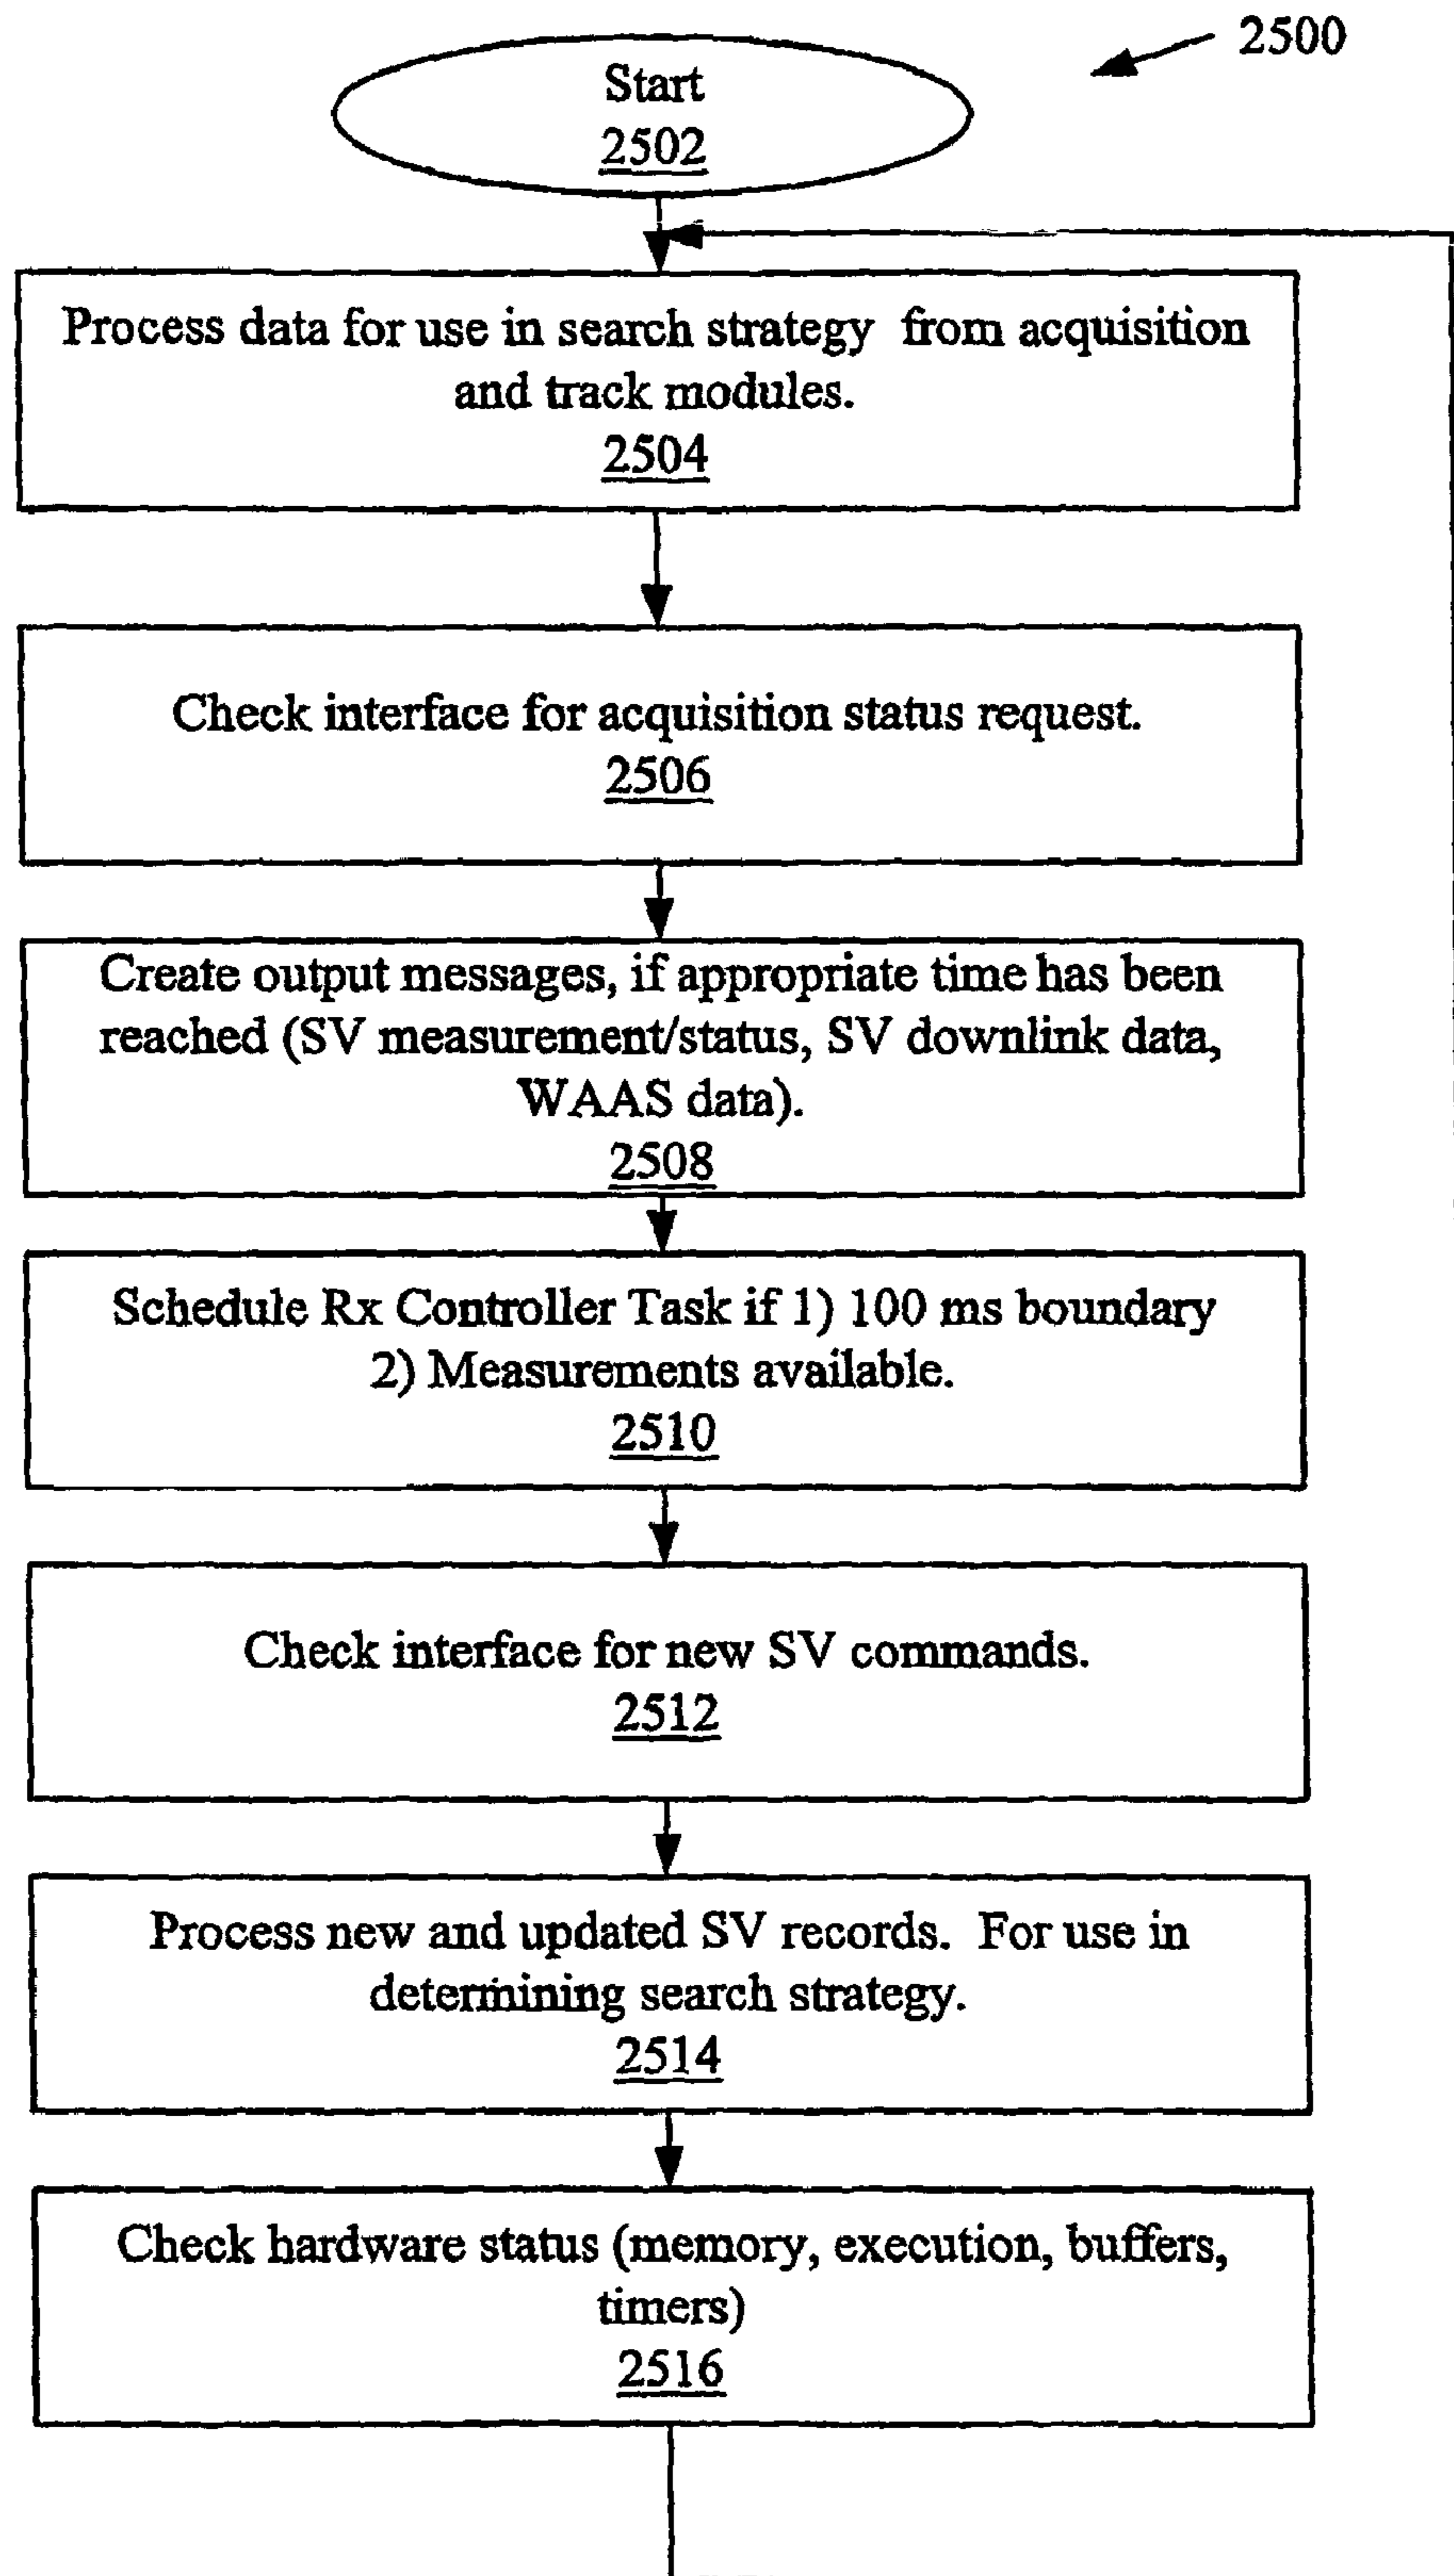 2500
Start
2502
Process data for use in search strategy from acquisition
and track modules.
2504
Check interface for acquisition status request.
2506
Create output messages, if appropriate time has been
reached (SV measurement/status, SV downlink data,
WAAS data).
2508
Schedule Rx Controller Task if 1) 100 ms boundary
2) Measurements available.
2510
Check interface for new SV commands.
2512
Process new and updated SV records. For use in
determining search strategy.
2514
Check hardware status (memory, execution, buffers,
timers)
2516